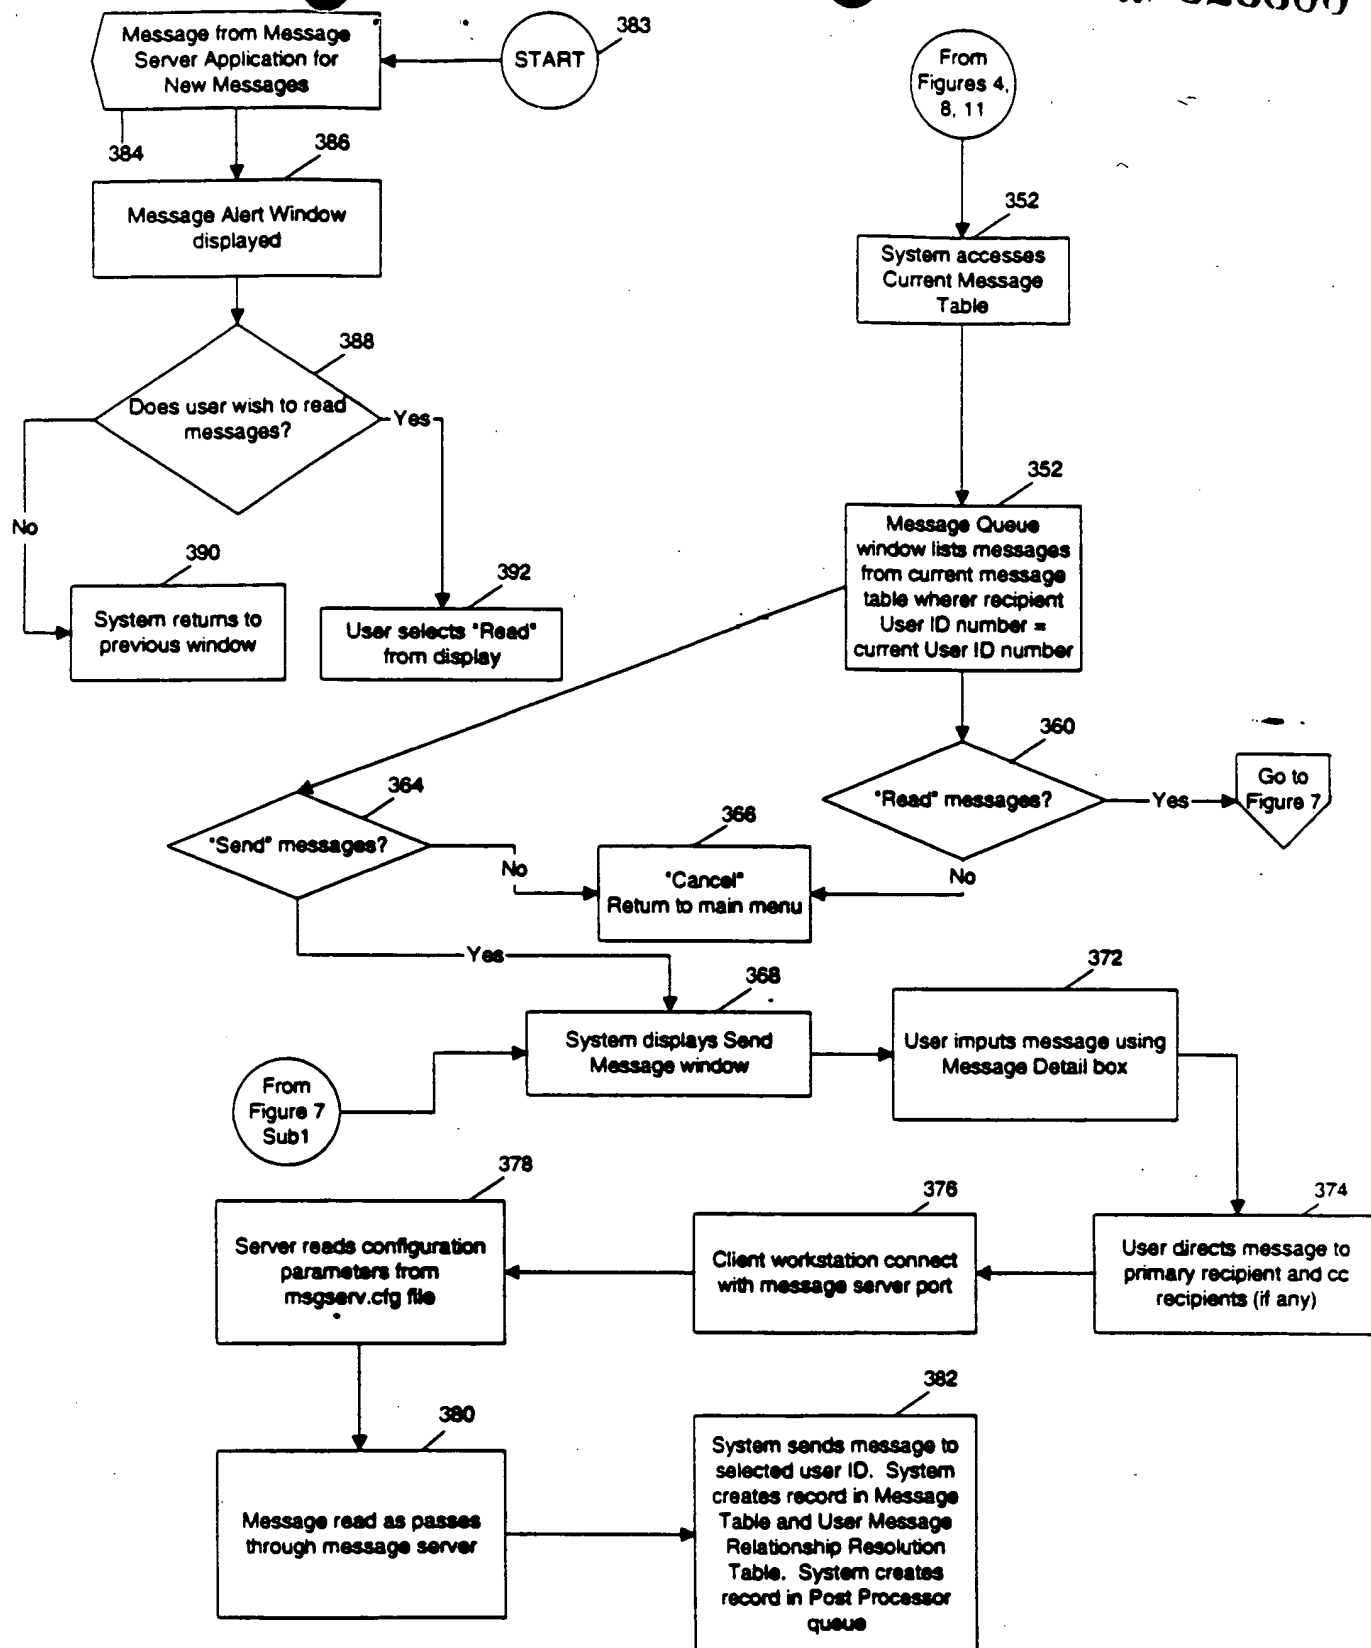 Message from Message
Server Application for
New Messages
START
383
384
From
Figures 4,
8, 11
386
Message Alert Window
displayed
352
System accesses
Current Message
Table
388
Does user wish to read
messages?
Yes
No
390
System returns to
previous window
392
User selects "Read"
from display
352
Message Queue
window lists messages
from current message
table wherer recipient
User ID number =
current User ID number
360
"Read" messages?
Yes
Go to
Figure 7
No
364
"Send" messages?
No
366
"Cancel"
Return to main menu
Yes
368
System displays Send
Message window
372
User imputs message using
Message Detail box
From
Figure 7
Sub1
374
User directs message to
primary recipient and cc
recipients (if any)
376
Client workstation connect
with message server port
378
Server reads configuration
parameters from
msgserv.cfg file
380
Message read as passes
through message server
382
System sends message to
selected user ID. System
creates record in Message
Table and User Message
Relationship Resolution
Table. System creates
record in Post Processor
queue